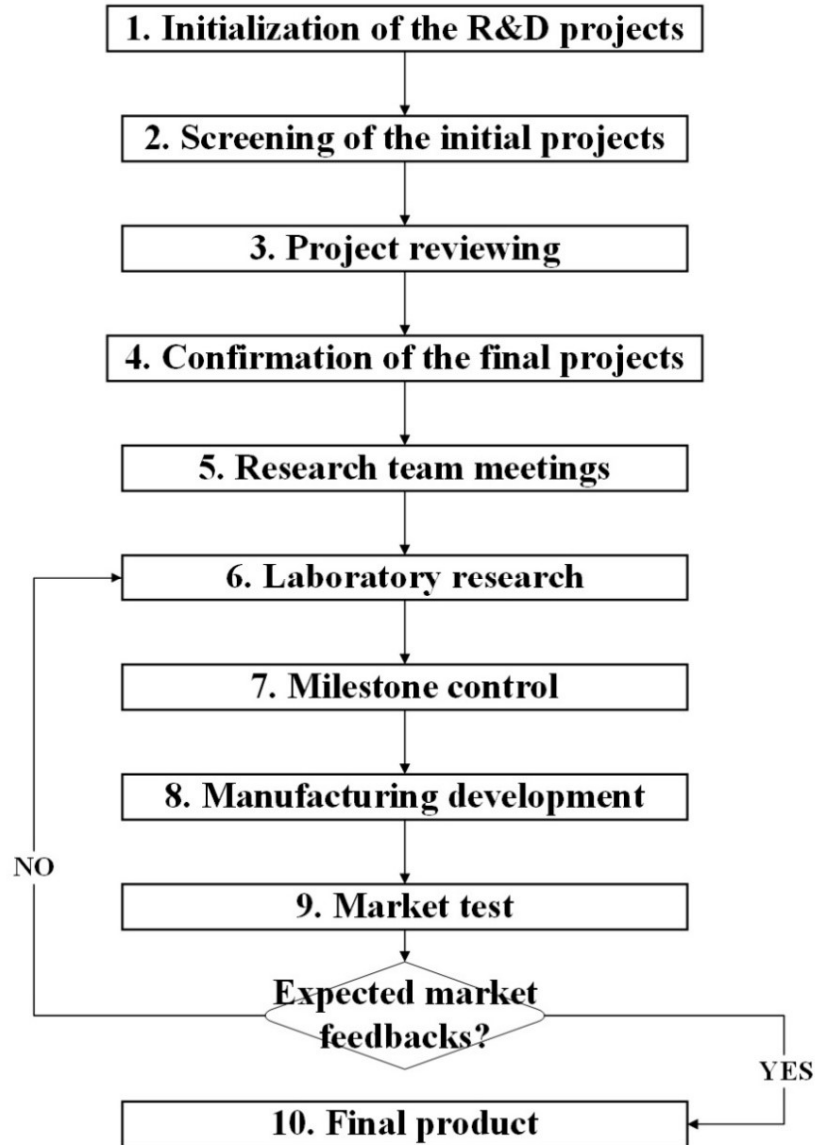 1. Initialization of the R&D projects
2. Screening of the initial projects
3. Project reviewing
4. Confirmation of the final projects
5. Research team meetings
6. Laboratory research
7. Milestone control
8. Manufacturing development
NO
9. Market test
Expected market
feedbacks?
YES
10. Final product